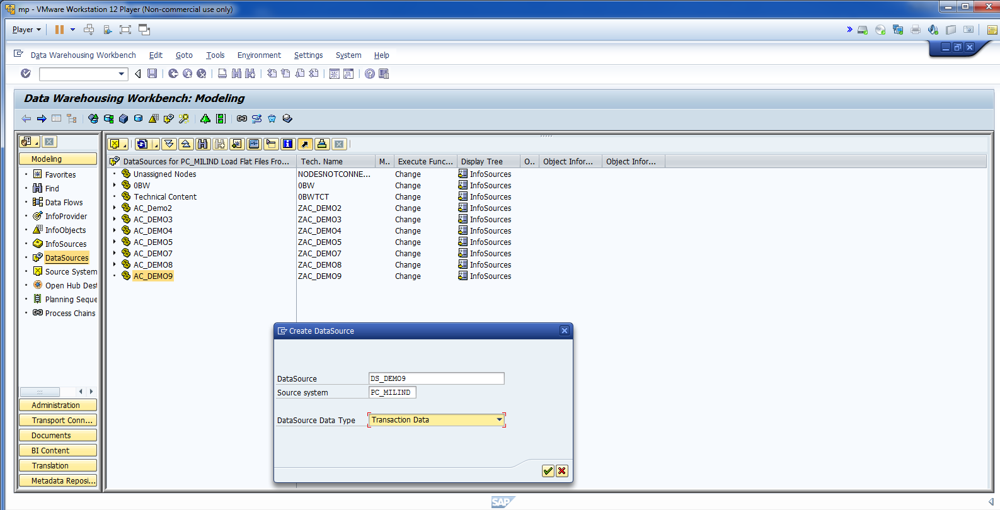 mp - VMware Workstation 12 Player (Non-commercial use only)
Player
Data Warehousing Workbench Edit Goto Tools Environment Settings System Help
Data Warehousing Workbench: Modeling
Modeling
Favorites
Find
Data Flows
InfoProvider
InfoObjects
InfoSources
DataSources
Source System
Open Hub Dest
Planning Seque
Process Chains
Administration
Transport Conn...
Documents
BI Content
Translation
Metadata Reposi...
DataSources for PC_MILIND Load Flat Files Fro... Tech. Name M.. Execute Func... Display Tree O.. Object Infor... Object Infor...
Unassigned Nodes NODESNOTCONNE... Change InfoSources
0BW 0BW Change InfoSources
Technical Content 0BWTCT Change InfoSources
AC_Demo2 ZAC_DEMO2 Change InfoSources
AC_DEMO3 ZAC_DEMO3 Change InfoSources
AC_DEMO4 ZAC_DEMO4 Change InfoSources
AC_DEMO5 ZAC_DEMO5 Change InfoSources
AC_DEMO7 ZAC_DEMO7 Change InfoSources
AC_DEMO8 ZAC_DEMO8 Change InfoSources
AC_DEMO9 ZAC_DEMO9 Change InfoSources
Create DataSource
DataSource DS_DEMO9
Source system PC_MILIND
DataSource Data Type Transaction Data
SAP